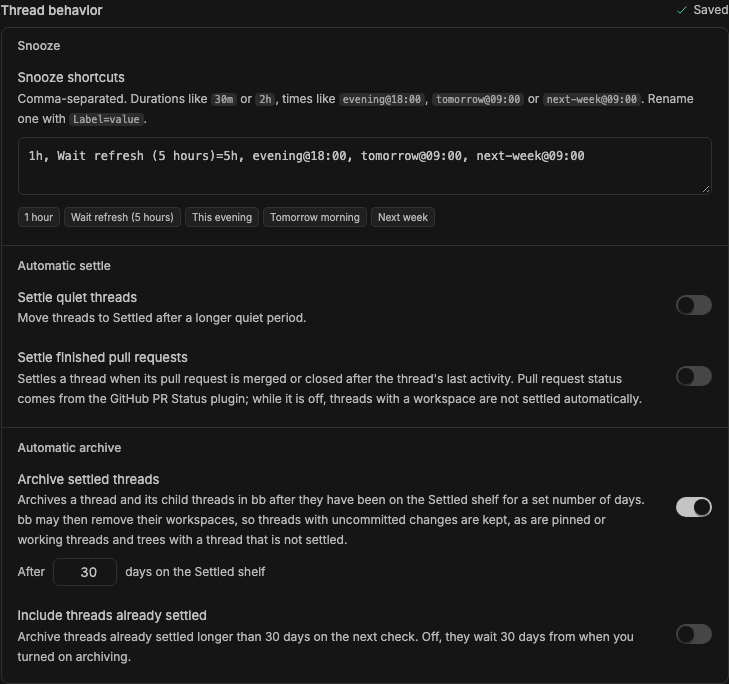 Thread behavior
Saved
Snooze
Snooze shortcuts
Comma-separated. Durations like 30m or 2h, times like evening@18:00, tomorrow@09:00 or next-week@09:00. Rename
one with Label=value.
1h, Wait refresh (5 hours)=5h, evening@18:00, tomorrow@09:00, next-week@09:00
1 hour Wait refresh (5 hours) This evening Tomorrow morning Next week
Automatic settle
Settle quiet threads
Move threads to Settled after a longer quiet period.
Settle finished pull requests
Settles a thread when its pull request is merged or closed after the thread's last activity. Pull request status
comes from the GitHub PR Status plugin; while it is off, threads with a workspace are not settled automatically.
Automatic archive
Archive settled threads
Archives a thread and its child threads in bb after they have been on the Settled shelf for a set number of days.
bb may then remove their workspaces, so threads with uncommitted changes are kept, as are pinned or
working threads and trees with a thread that is not settled.
After 30 days on the Settled shelf
Include threads already settled
Archive threads already settled longer than 30 days on the next check. Off, they wait 30 days from when you
turned on archiving.